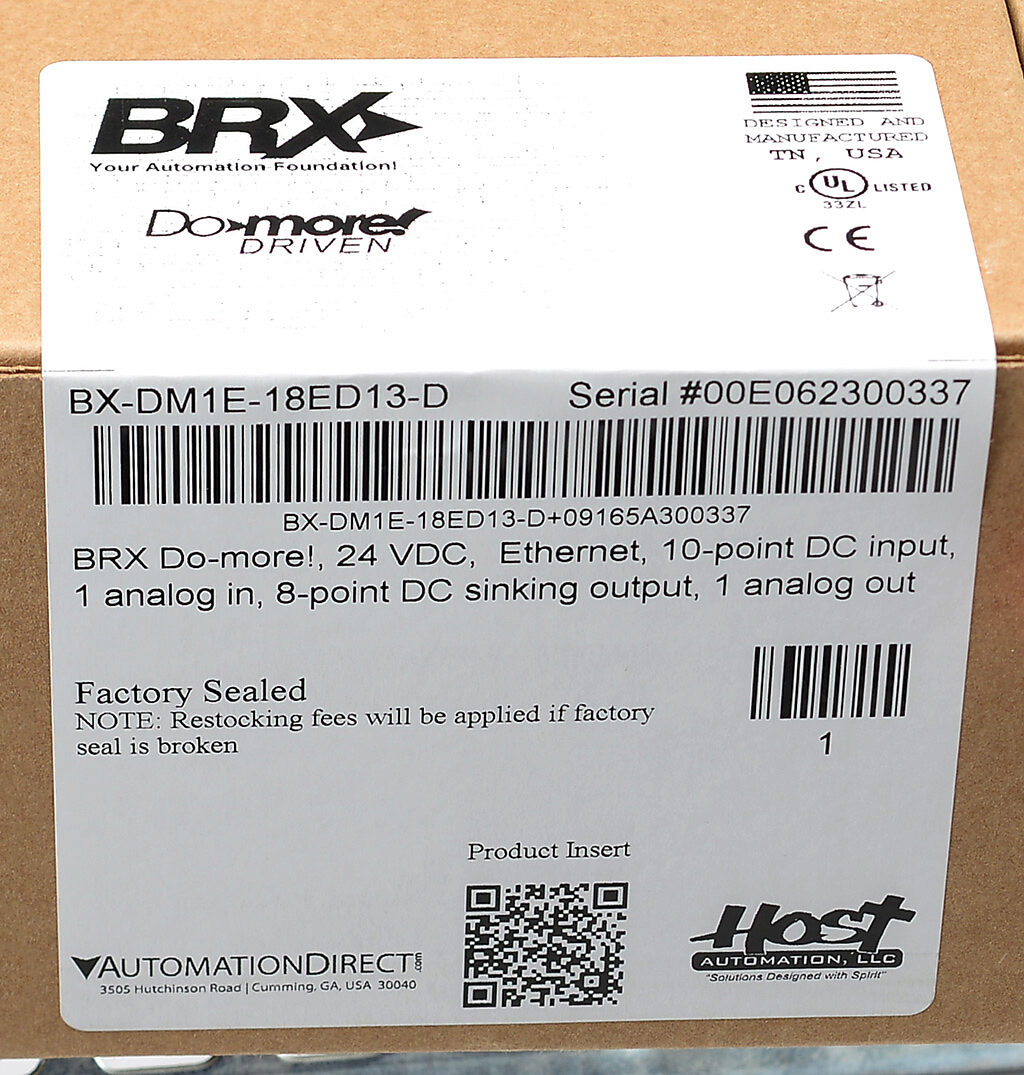 BRX
Your Automation Foundation!
Do-more!
DRIVEN
DESIGNED AND
MANUFACTURED
TN, USA
C UL LISTED
33ZL
CE
BX-DM1E-18ED13-D Serial #00E062300337
BX-DM1E-18ED13-D+09165A300337
BRX Do-more!, 24 VDC, Ethernet, 10-point DC input,
1 analog in, 8-point DC sinking output, 1 analog out
Factory Sealed
NOTE: Restocking fees will be applied if factory
seal is broken
1
Product Insert
AUTOMATIONDIRECT.com
3505 Hutchinson Road | Cumming, GA, USA 30040
HOST
AUTOMATION, LLC
"Solutions Designed with Spirit"